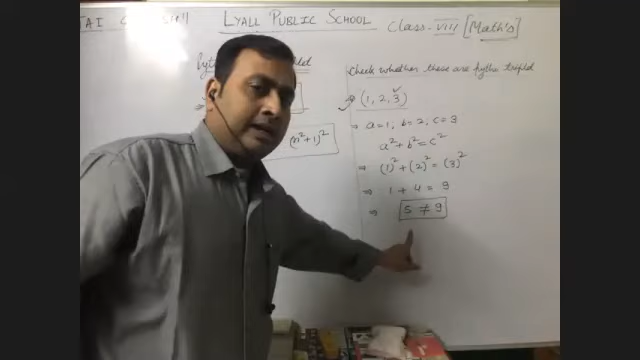 LYALL PUBLIC SCHOOL
Class-VIII [Math's]
(n²+1)²
Check whether these are pytha triplet
(1, 2, 3)
→ a=1, b=2, c=3
a²+b²=c²
⇒ (1)²+(2)²=(3)²
⇒ 1+4=9
⇒ 5≠9